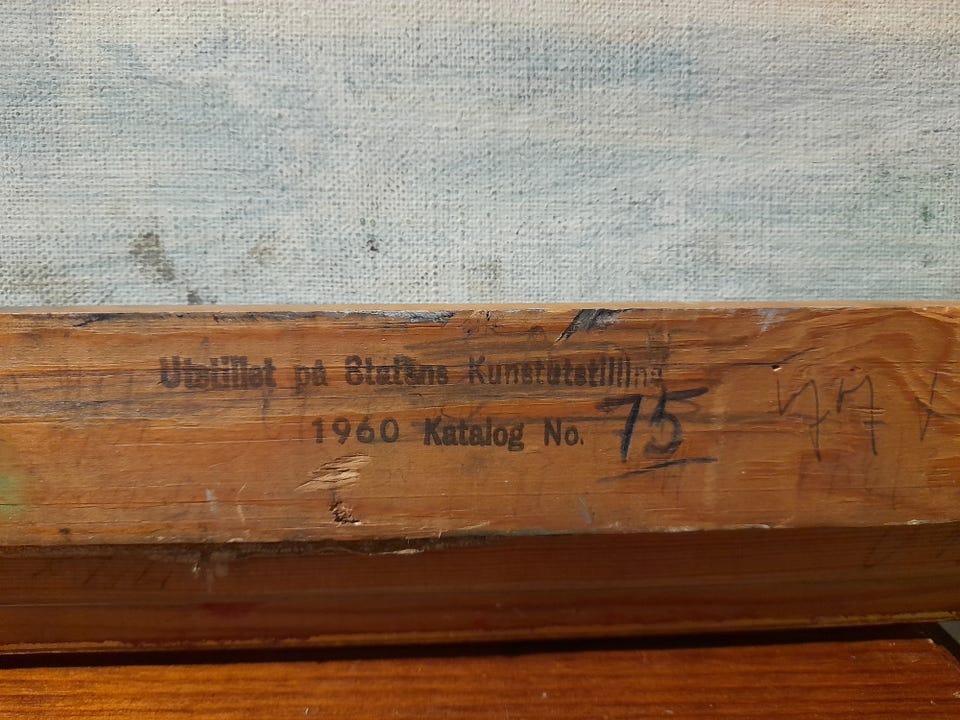 Utstillet på Statens Kunstutstilling
1960 Katalog No. 75